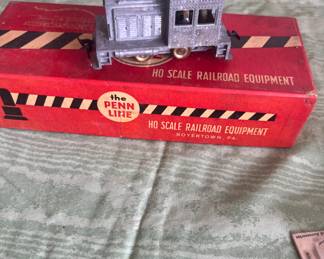 HO SCALE RAILROAD EQUIPMENT
the
PENN
LINE
HO SCALE RAILROAD EQUIPMENT
BOYERTOWN, PA.